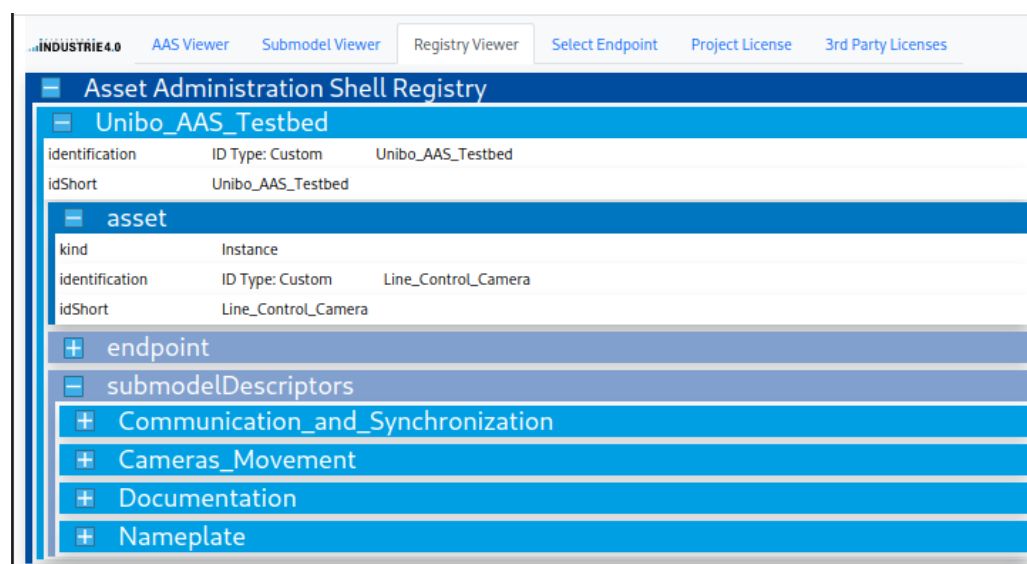 INDUSTRIE4.0 AAS Viewer Submodel Viewer Registry Viewer Select Endpoint Project License 3rd Party Licenses
Asset Administration Shell Registry
Unibo_AAS_Testbed
identification ID Type: Custom Unibo_AAS_Testbed
idShort Unibo_AAS_Testbed
asset
kind Instance
identification ID Type: Custom Line_Control_Camera
idShort Line_Control_Camera
endpoint
submodelDescriptors
Communication_and_Synchronization
Cameras_Movement
Documentation
Nameplate